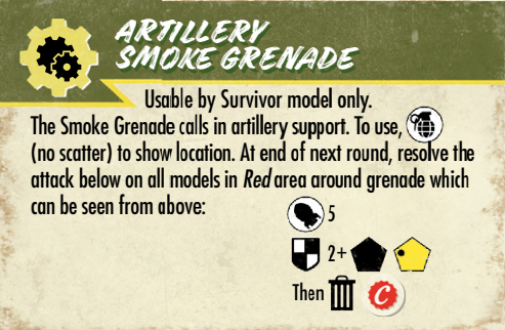 ARTILLERY
SMOKE GRENADE
Usable by Survivor model only.
The Smoke Grenade calls in artillery support. To use,
(no scatter) to show location. At end of next round, resolve the
attack below on all models in Red area around grenade which
can be seen from above:
5
2+
Then C